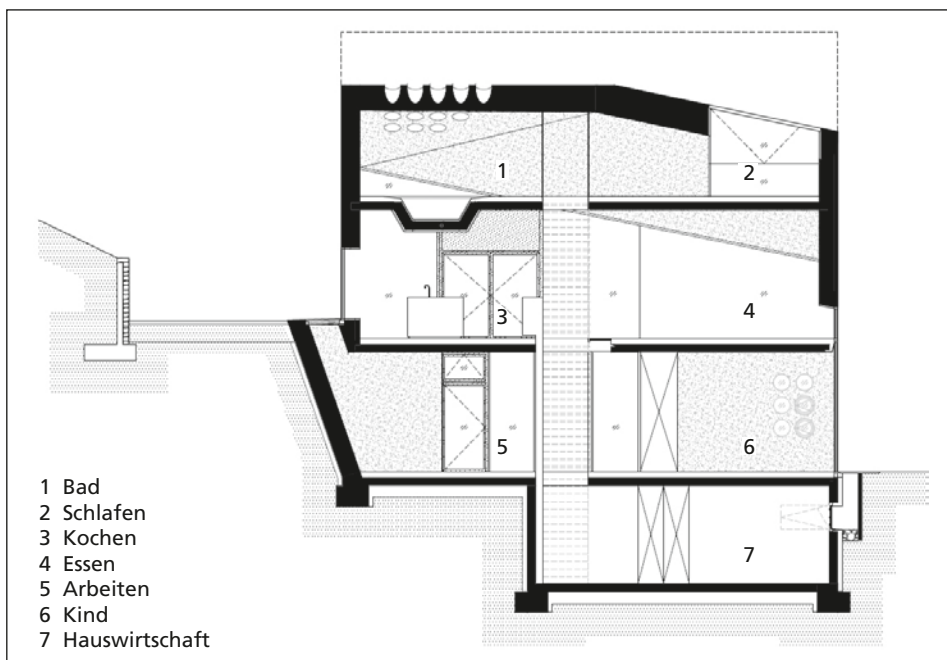 1
2
3
4
5
6
7
1 Bad
2 Schlafen
3 Kochen
4 Essen
5 Arbeiten
6 Kind
7 Hauswirtschaft